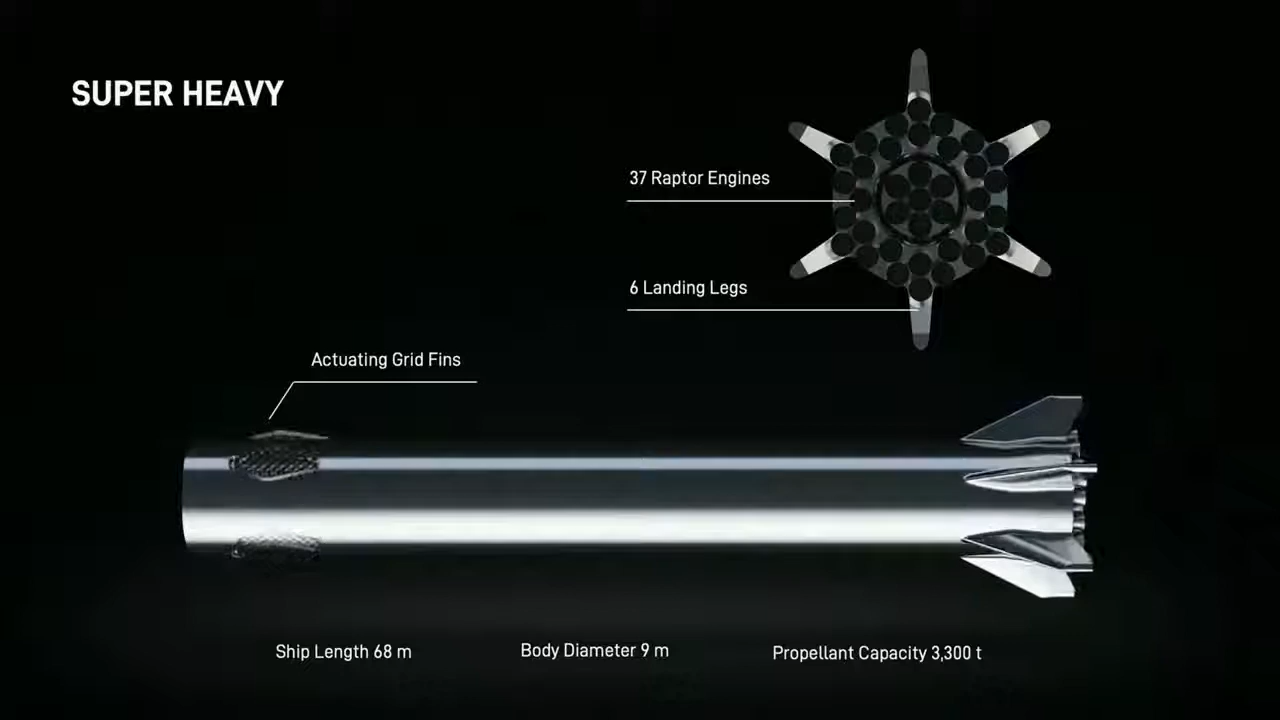 SUPER HEAVY
37 Raptor Engines
6 Landing Legs
Actuating Grid Fins
Ship Length 68 m
Body Diameter 9 m
Propellant Capacity 3,300 t